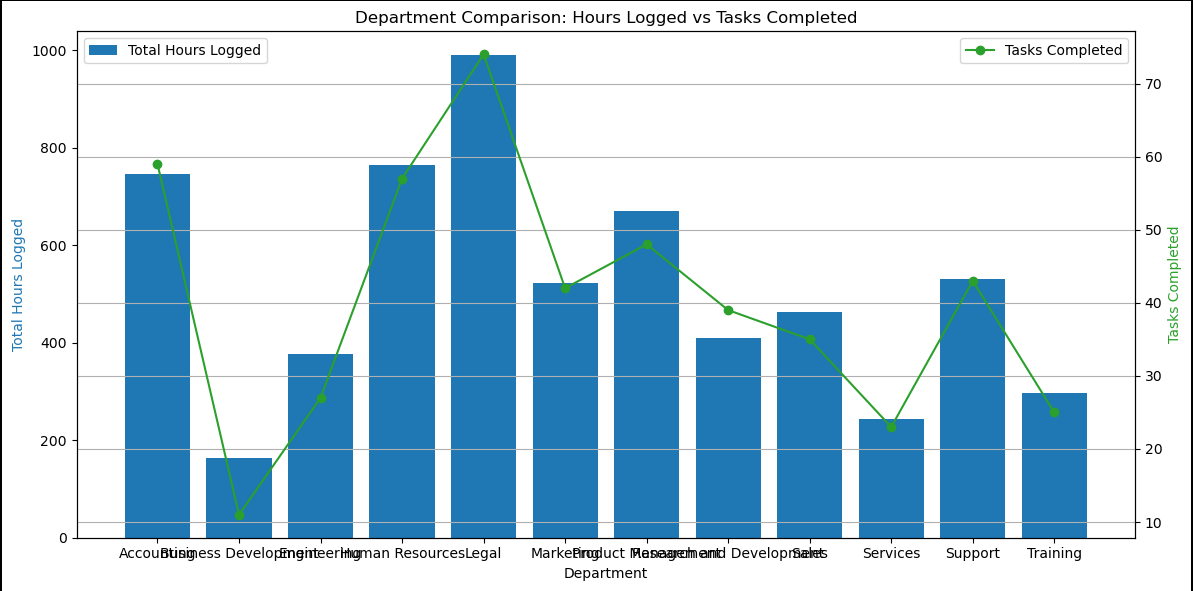 Department Comparison: Hours Logged vs Tasks Completed
Total Hours Logged
Tasks Completed
1000
800
600
400
200
0
Total Hours Logged
70
60
50
40
30
20
10
Tasks Completed
Accounting
Business Development
Engineering
Human Resources
Legal
Marketing
Product Management
Research and Development
Sales
Services
Support
Training
Department